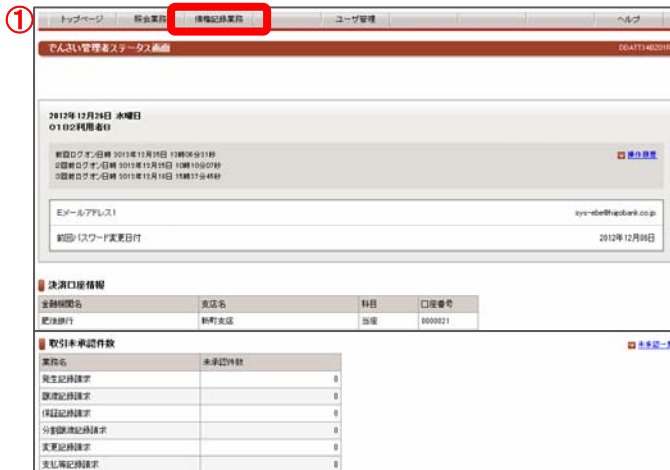 ①
トップページ 照会業務 債権記録業務 ユーザ管理 ヘルプ
でんさい管理者ステータス画面
2012年12月26日 水曜日
0102利用者B
操作履歴
Eメールアドレス1 sys-ebe@higobank.co.jp
前回パスワード変更日付 2012年12月08日
決済口座情報
金融機関名 支店名 科目 口座番号
肥後銀行 新町支店 当座 0000021
取引未承認件数
業務名 未承認件数
発生記録請求 0
譲渡記録請求 0
保証記録請求 0
分割譲渡記録請求 0
変更記録請求 0
支払等記録請求 0